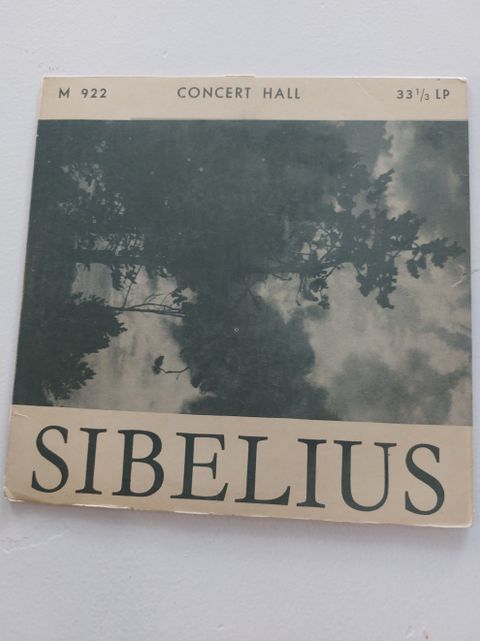 M 922 CONCERT HALL 33 1/3 LP
SIBELIUS